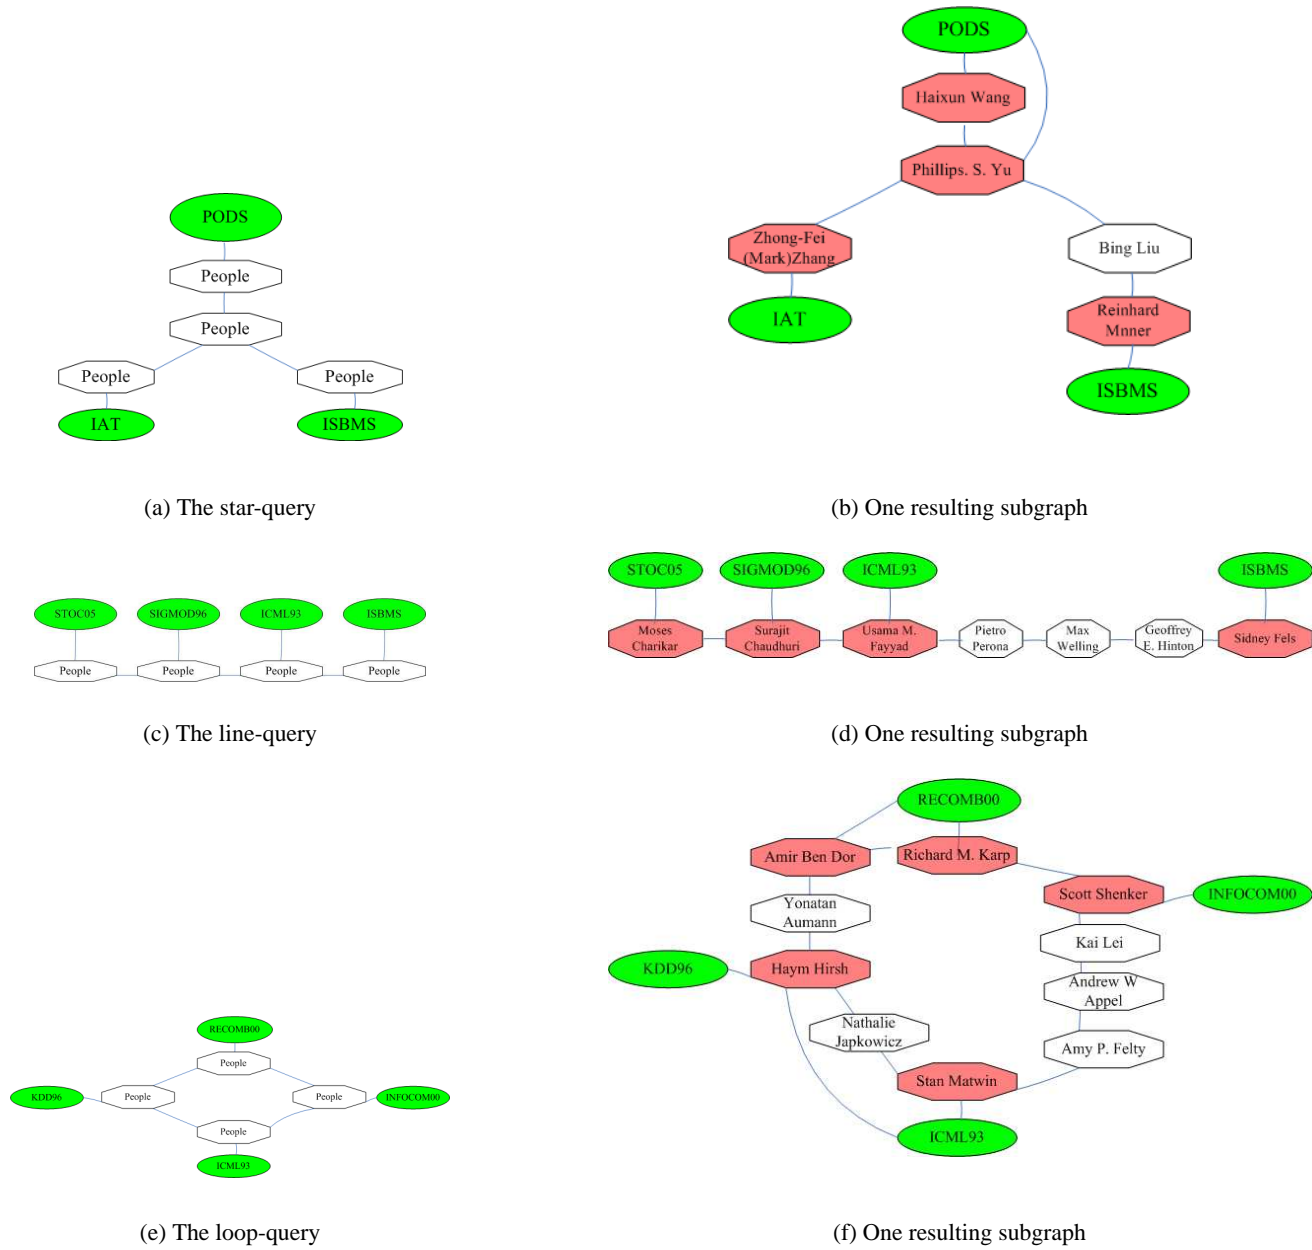 PODS
People
People
People
People
IAT
ISBMS
(a) The star-query
PODS
Haixun Wang
Phillips. S. Yu
Zhong-Fei
(Mark)Zhang
Bing Liu
IAT
Reinhard
Mnner
ISBMS
(b) One resulting subgraph
STOC05
SIGMOD96
ICML93
ISBMS
People
People
People
People
(c) The line-query
STOC05
SIGMOD96
ICML93
ISBMS
Moses
Charikar
Surajit
Chaudhuri
Usama M.
Fayyad
Pietro
Perona
Max
Welling
Geoffrey
E. Hinton
Sidney Fels
(d) One resulting subgraph
RECOMB00
People
KDD96
People
People
INFOCOM00
People
ICML93
(e) The loop-query
RECOMB00
Amir Ben Dor
Richard M. Karp
Scott Shenker
INFOCOM00
Yonatan
Aumann
Kai Lei
KDD96
Haym Hirsh
Andrew W
Appel
Nathalie
Japkowicz
Amy P. Felty
Stan Matwin
ICML93
(f) One resulting subgraph